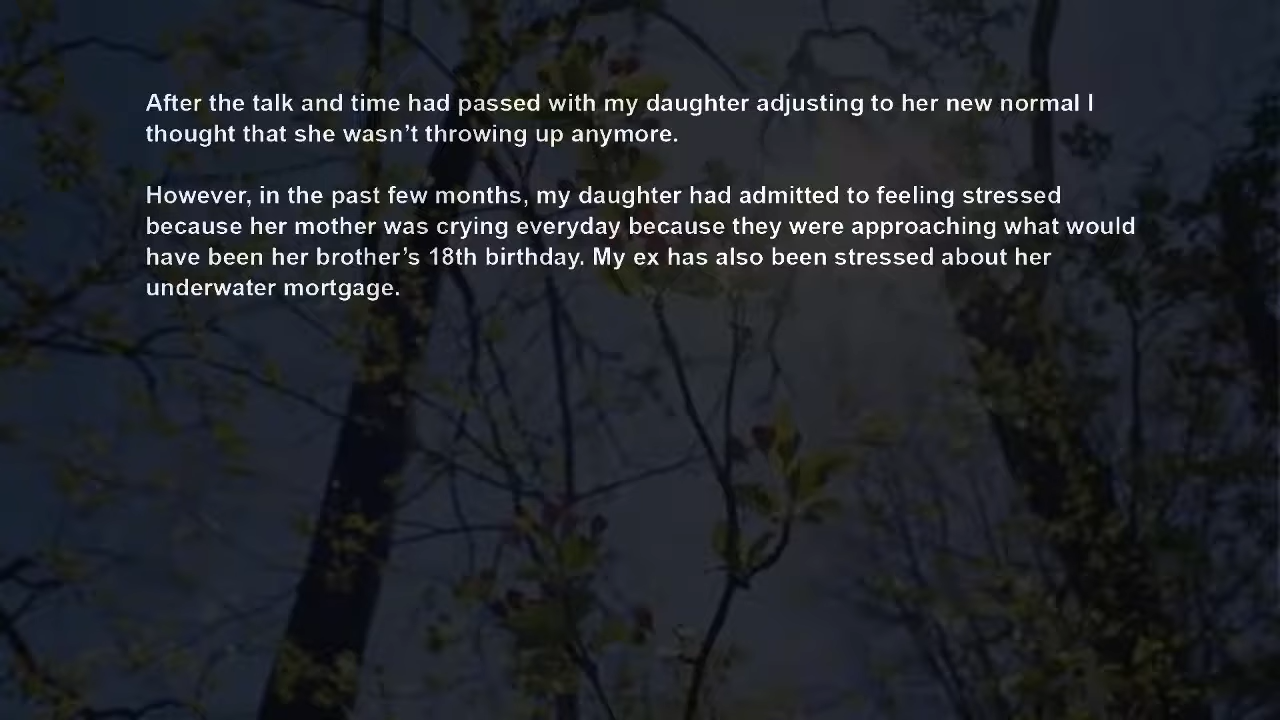 After the talk and time had passed with my daughter adjusting to her new normal I
thought that she wasn't throwing up anymore.
However, in the past few months, my daughter had admitted to feeling stressed
because her mother was crying everyday because they were approaching what would
have been her brother's 18th birthday. My ex has also been stressed about her
underwater mortgage.